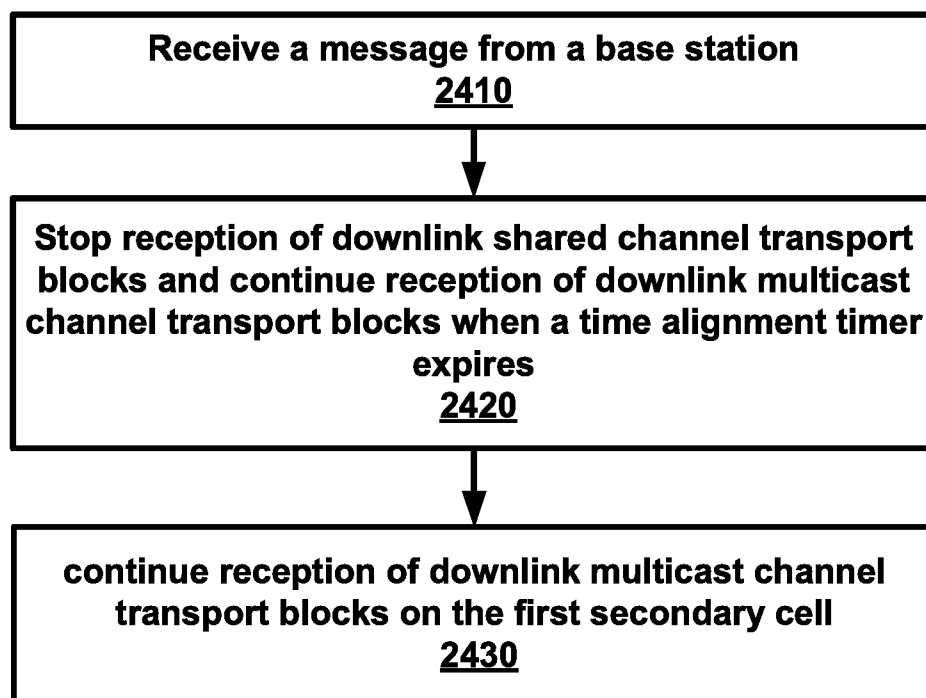 Receive a message from a base station
2410
Stop reception of downlink shared channel transport
blocks and continue reception of downlink multicast
channel transport blocks when a time alignment timer
expires
2420
continue reception of downlink multicast channel
transport blocks on the first secondary cell
2430